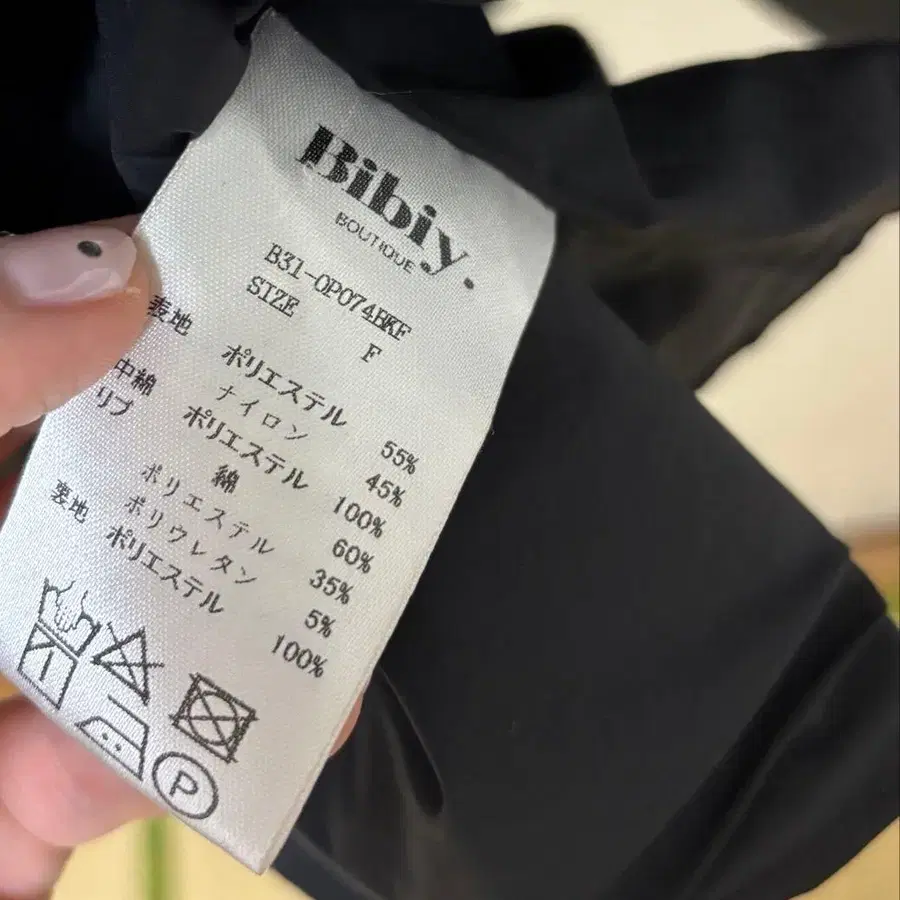 Bibiy.
BOUTIQUE
B31-OP074BKF
SIZE F
表地 ポリエステル 55%
ナイロン 45%
中綿 ポリエステル 100%
リブ 綿 60%
ポリエステル 35%
ポリウレタン 5%
表地 ポリエステル 100%
P